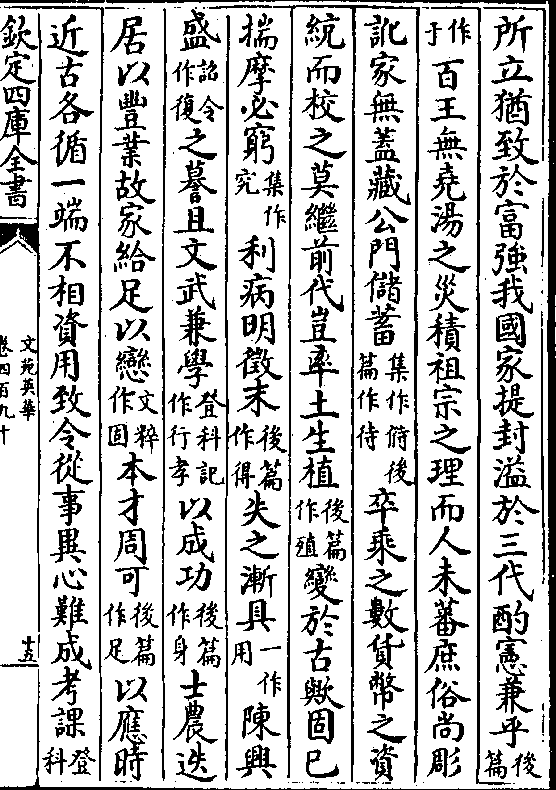 所立猶致於富強我國家提封溢於三代酌憲兼乎後篇
作于百王無堯湯之災積祖宗之理而人未蕃庶俗尚彫
訛家無蓋藏公門儲蓄集作脩後篇作待卒乘之數貨幣之資
統而校之莫繼前代豈率土生植後篇作殖變於古歟固已
揣摩必窮集作究利病明徵末後篇作得失之漸具一作用陳興
盛詔令作復之謩且文武兼學登科記作行孝以成功後篇作身士農迭
居以豐業故家給足以戀文粹作固本才周可後篇作足以應時
近古各循一端不相資用致令從事異心難成考課登科
欽定四庫全書
文苑英華
卷四百九十
十五